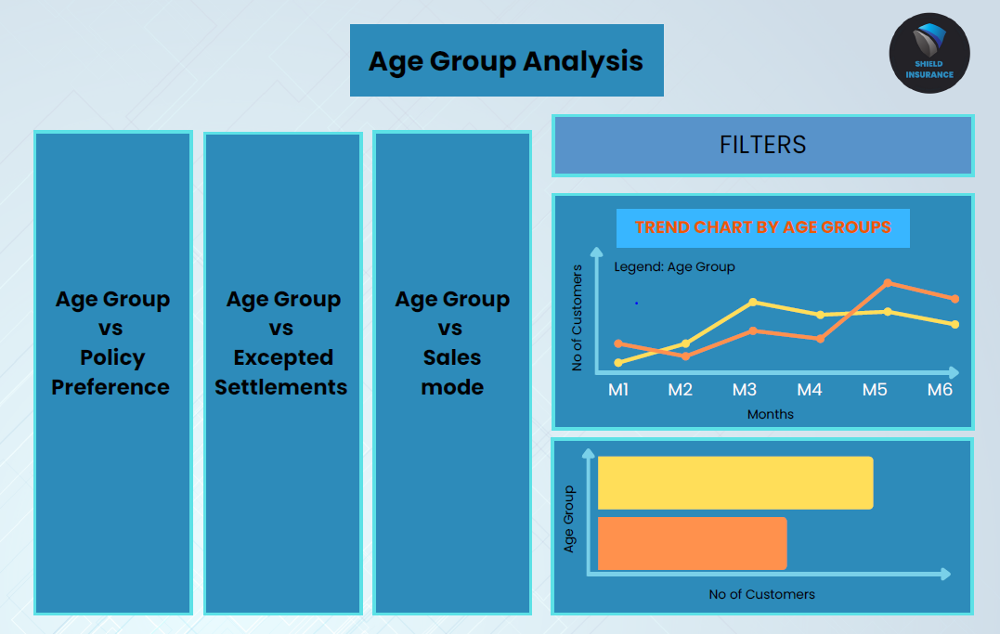 Age Group Analysis
SHIELD
INSURANCE
Age Group
vs
Policy
Preference
Age Group
vs
Excepted
Settlements
Age Group
vs
Sales
mode
FILTERS
TREND CHART BY AGE GROUPS
Legend: Age Group
No of Customers
M1 M2 M3 M4 M5 M6
Months
Age Group
No of Customers